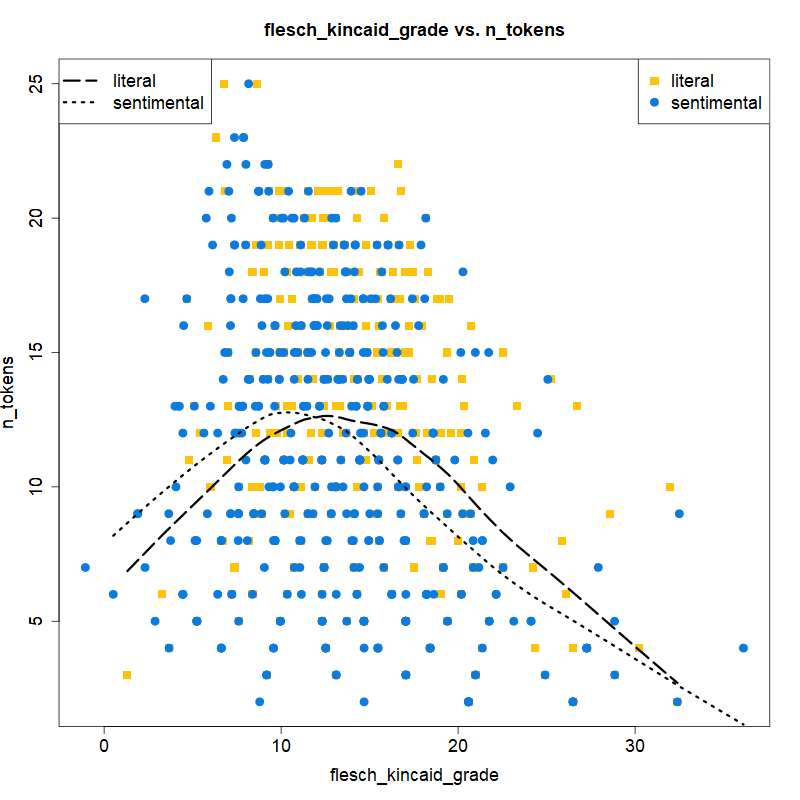 flesch_kincaid_grade vs. n_tokens
literal
sentimental
literal
sentimental
25
20
15
10
5
n_tokens
0 10 20 30
flesch_kincaid_grade